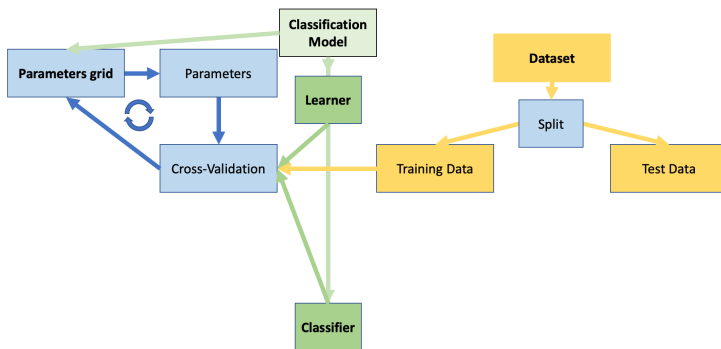 Classification
Model
Parameters grid
Parameters
Dataset
Learner
Split
Cross-Validation
Training Data
Test Data
Classifier